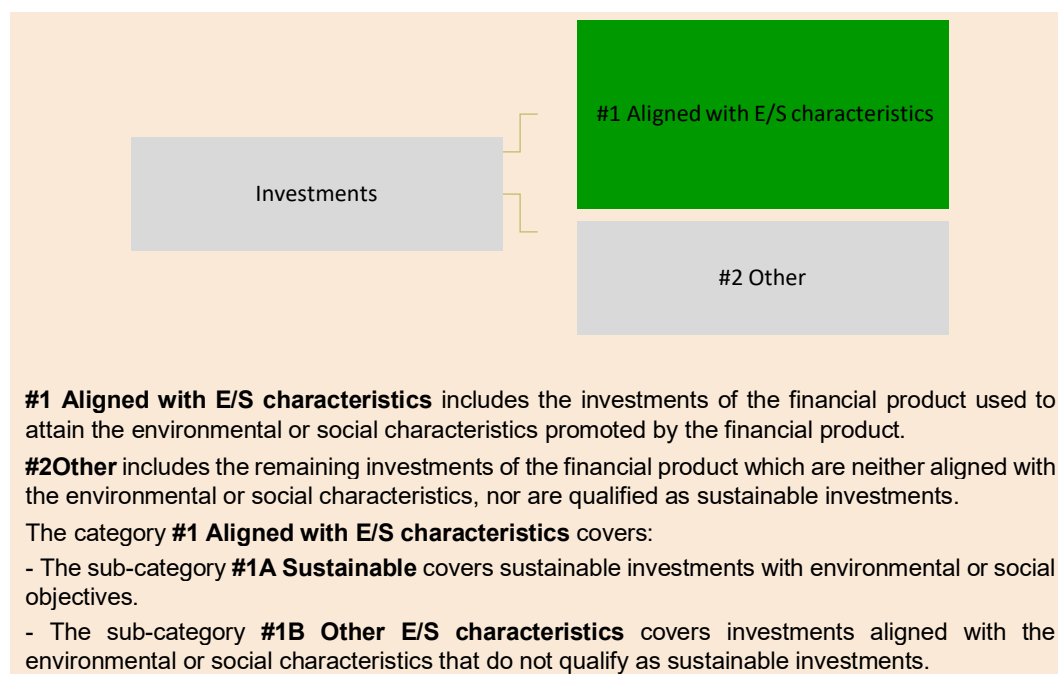 #1 Aligned with E/S characteristics
Investments
#2 Other
#1 Aligned with E/S characteristics includes the investments of the financial product used to
attain the environmental or social characteristics promoted by the financial product.
#2Other includes the remaining investments of the financial product which are neither aligned with
the environmental or social characteristics, nor are qualified as sustainable investments.
The category #1 Aligned with E/S characteristics covers:
- The sub-category #1A Sustainable covers sustainable investments with environmental or social
objectives.
- The sub-category #1B Other E/S characteristics covers investments aligned with the
environmental or social characteristics that do not qualify as sustainable investments.